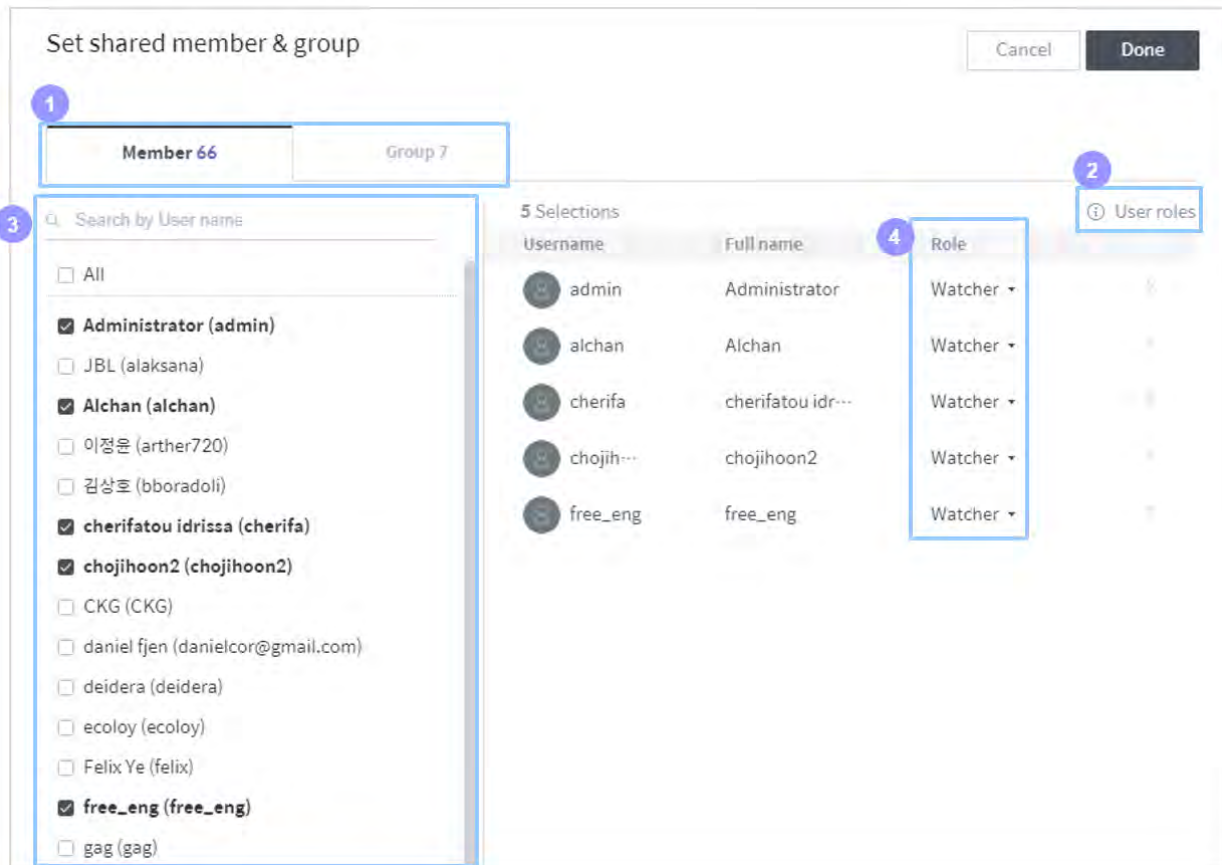 Set shared member & group
Cancel
Done
1
Member 66
Group 7
2
User roles
3
Search by User name
All
Administrator (admin)
JBL (alaksana)
Alchan (alchan)
이정윤 (arther720)
김상호 (bboradoli)
cherifatou idrissa (cherifa)
chojihoon2 (chojihoon2)
CKG (CKG)
daniel fjen (danielcor@gmail.com)
deidera (deidera)
ecoloy (ecoloy)
Felix Ye (felix)
free_eng (free_eng)
gag (gag)
5 Selections
4
Username Full name Role
admin Administrator Watcher
alchan Alchan Watcher
cherifa cherifatou idr··· Watcher
chojih··· chojihoon2 Watcher
free_eng free_eng Watcher